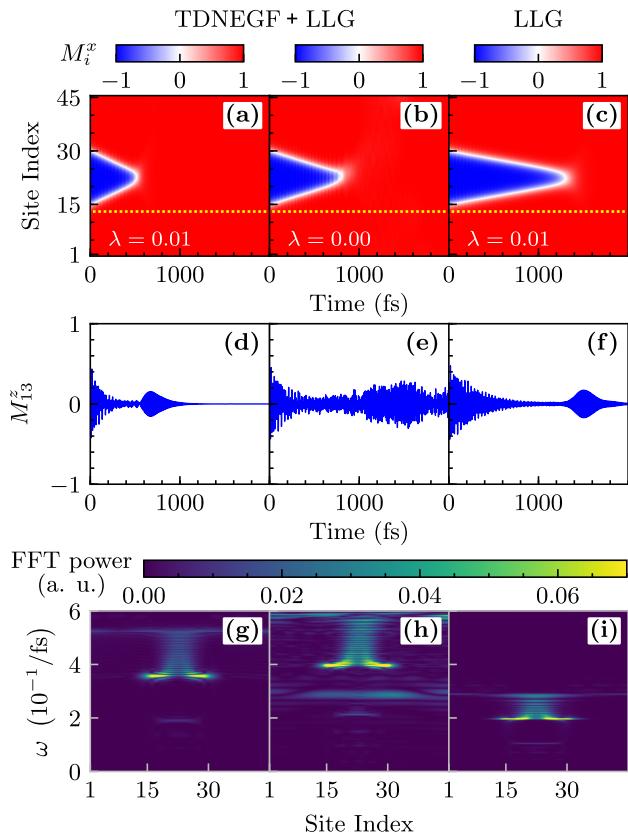 TDNEGF + LLG LLG
M_i^x −1 0 1 −1 0 1 −1 0 1
Site Index
45
30
15
1
(a) (b) (c)
λ = 0.01 λ = 0.00 λ = 0.01
0 1000 0 1000 0 1000
Time (fs)
M_13^z
1
0
−1
(d) (e) (f)
0 1000 0 1000 0 1000
Time (fs)
FFT power
(a. u.)
0.00 0.02 0.04 0.06
ω (10⁻¹/fs)
6
4
2
0
(g) (h) (i)
1 15 30 1 15 30 1 15 30
Site Index